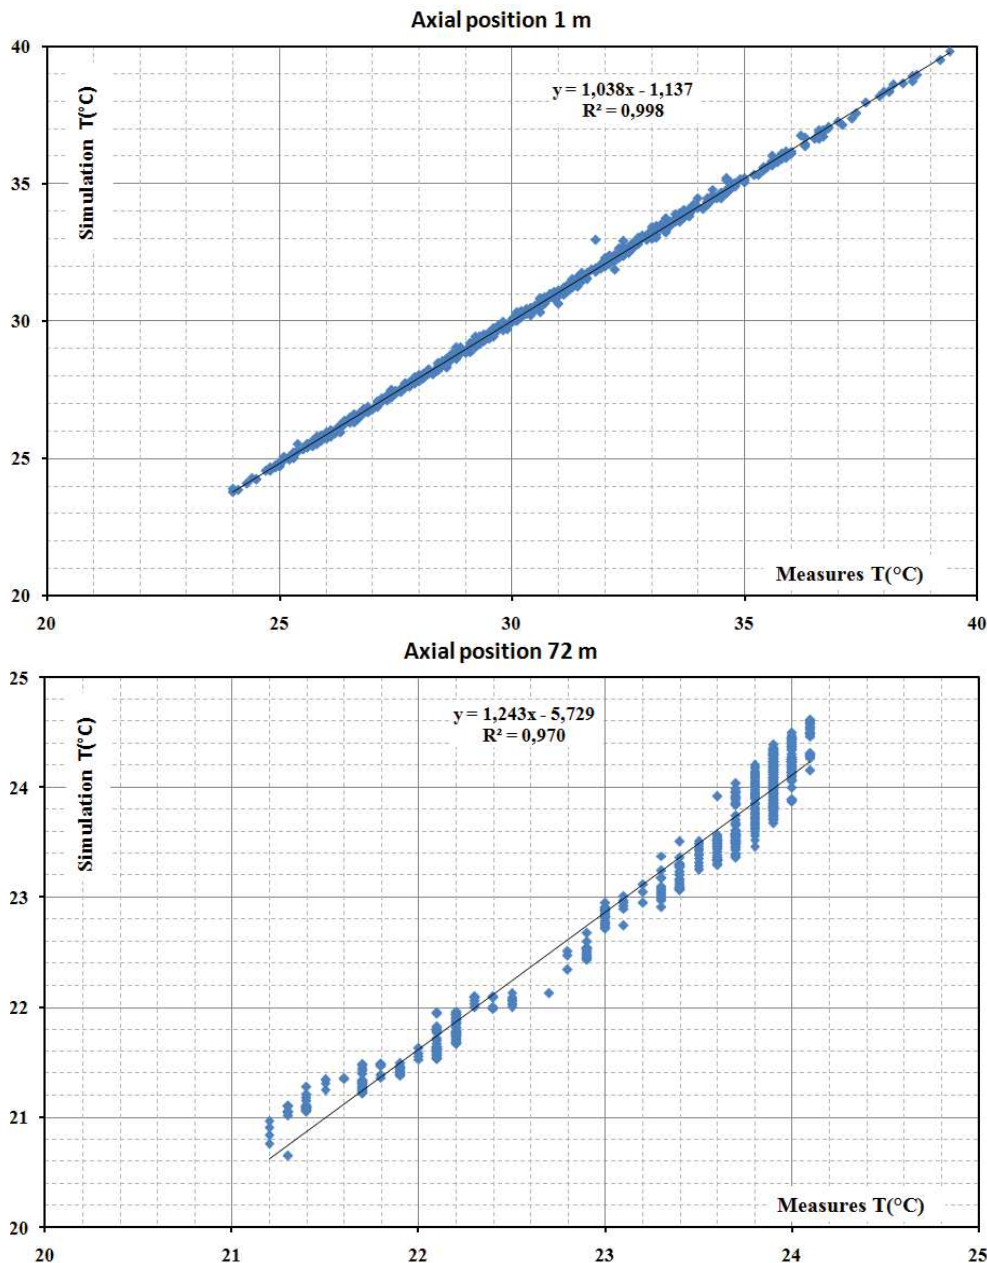 Axial position 1 m
40
Simulation T(°C)
y = 1,038x - 1,137
R² = 0,998
35
30
25
Measures T(°C)
20
20
25
30
35
40
Axial position 72 m
25
Simulation T(°C)
y = 1,243x - 5,729
R² = 0,970
24
23
22
21
Measures T(°C)
20
20
21
22
23
24
25